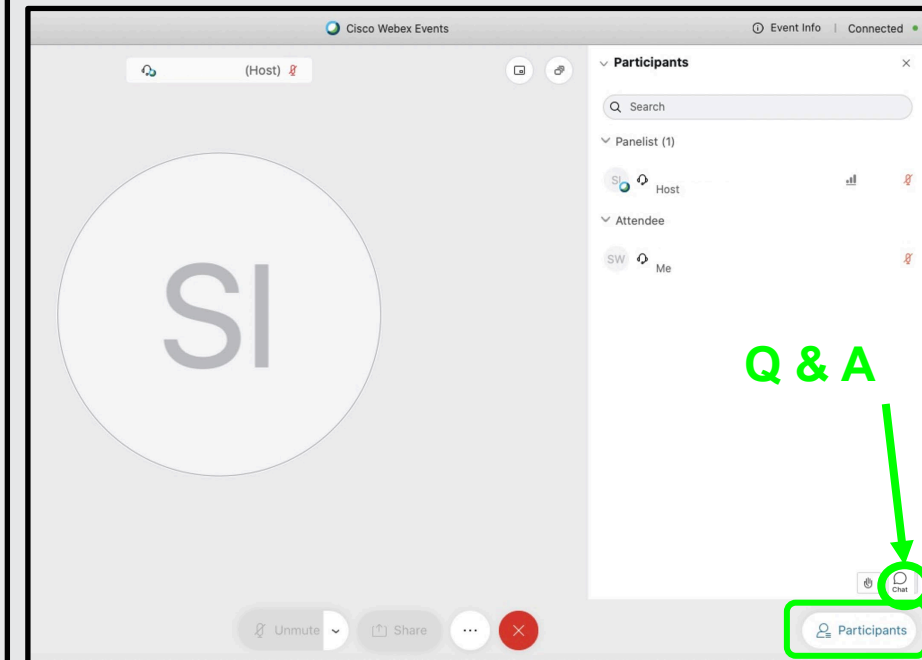 Cisco Webex Events
Event Info
Connected
(Host)
Participants
Search
Panelist (1)
SI
Host
Attendee
SW
Me
SI
Q & A
Chat
Unmute
Share
Participants